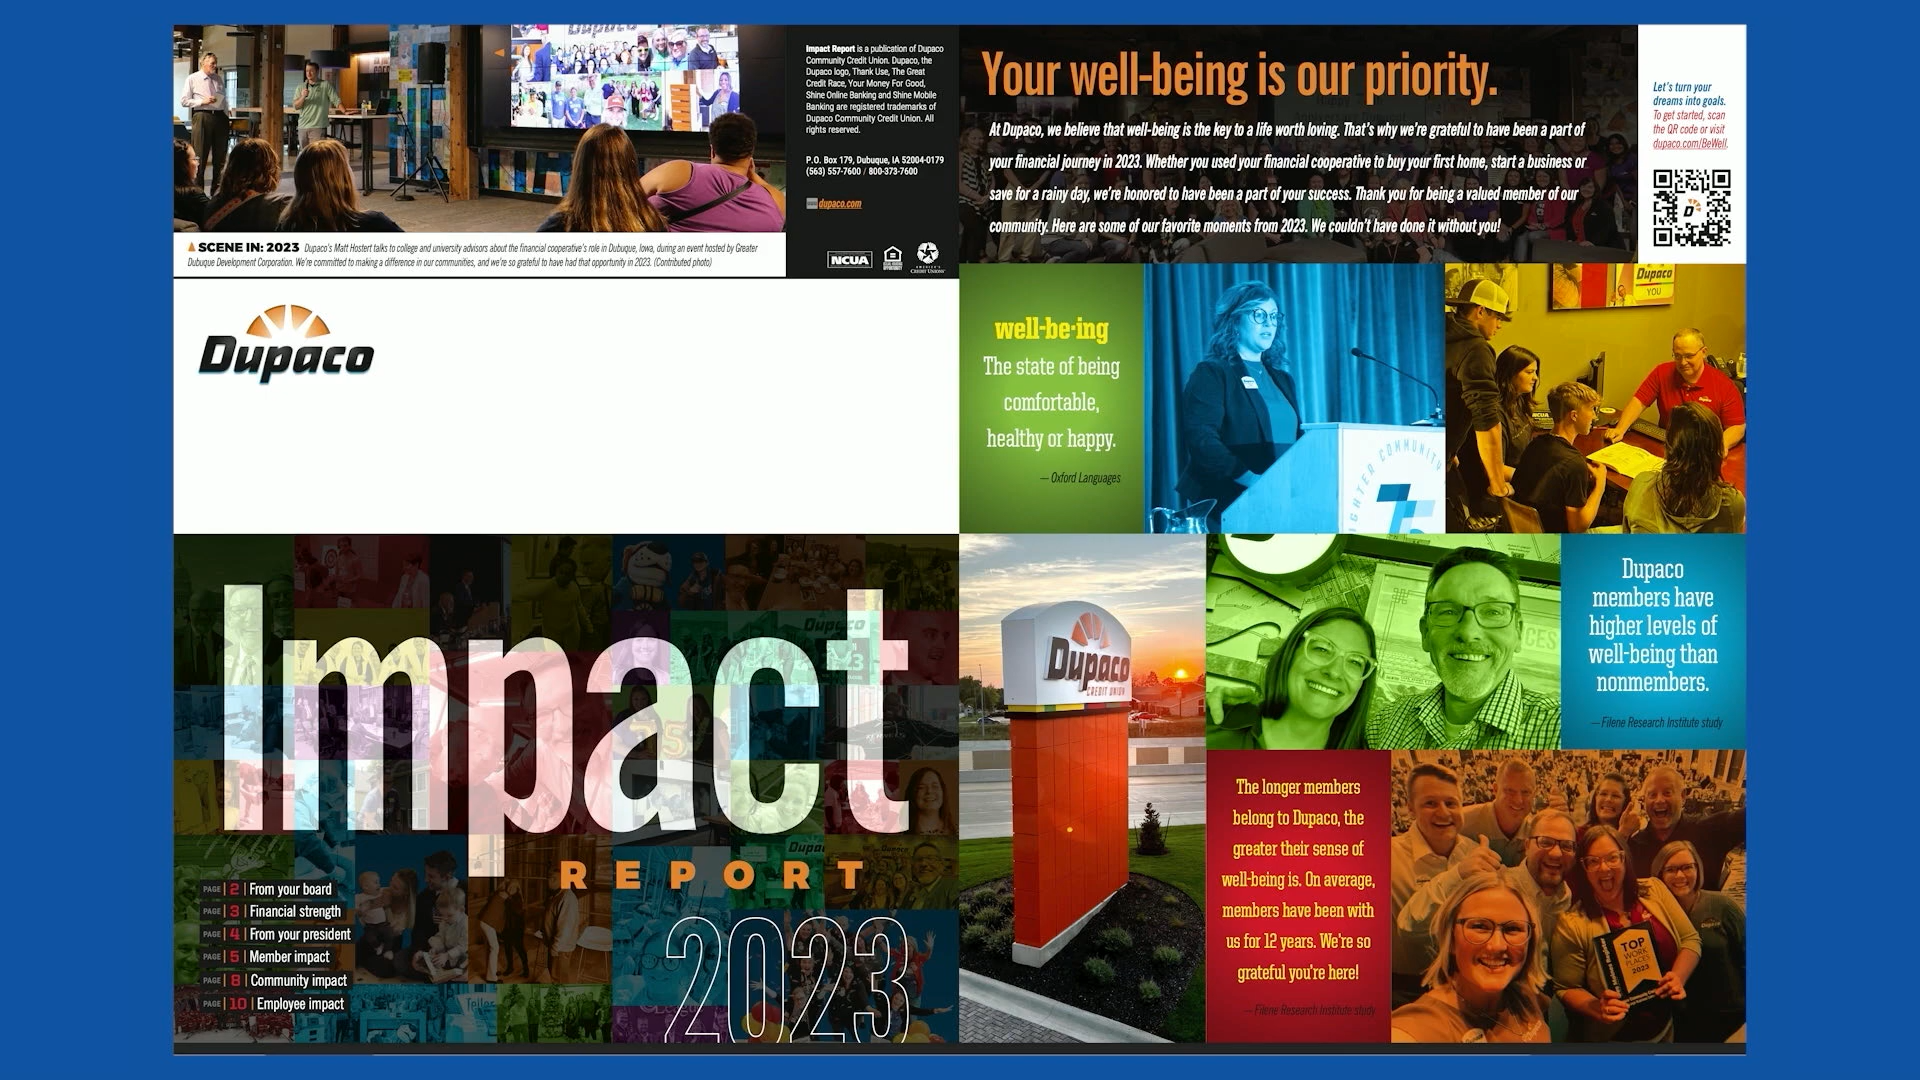 Impact Report is a publication of Dupaco
Community Credit Union. Dupaco, the
Dupaco logo, Thank Use, The Great
Credit Race, Your Money For Good,
Shine Online Banking and Shine Mobile
Banking are registered trademarks of
Dupaco Community Credit Union. All
rights reserved.
P.O. Box 179, Dubuque, IA 52004-0179
(563) 557-7600 / 800-373-7600
dupaco.com
NCUA
SCENE IN: 2023 Dupaco's Matt Hostert talks to college and university advisors about the financial cooperative's role in Dubuque, Iowa, during an event hosted by Greater
Dubuque Development Corporation. We're committed to making a difference in our communities, and we're so grateful to have had that opportunity in 2023. (Contributed photo)
Dupaco
Impact
REPORT
2023
PAGE | 2 | From your board
PAGE | 3 | Financial strength
PAGE | 4 | From your president
PAGE | 5 | Member impact
PAGE | 8 | Community impact
PAGE | 10 | Employee impact
Your well-being is our priority.
At Dupaco, we believe that well-being is the key to a life worth loving. That's why we're grateful to have been a part of
your financial journey in 2023. Whether you used your financial cooperative to buy your first home, start a business or
save for a rainy day, we're honored to have been a part of your success. Thank you for being a valued member of our
community. Here are some of our favorite moments from 2023. We couldn't have done it without you!
Let's turn your
dreams into goals.
To get started, scan
the QR code or visit
dupaco.com/BeWell.
well·be·ing
The state of being
comfortable,
healthy or happy.
— Oxford Languages
COMMUNITY
75
Dupaco
YOU
Dupaco
CREDIT UNION
Dupaco
members have
higher levels of
well-being than
nonmembers.
— Filene Research Institute study
The longer members
belong to Dupaco, the
greater their sense of
well-being is. On average,
members have been with
us for 12 years. We're so
grateful you're here!
— Filene Research Institute study
TOP
WORK
PLACES
2023